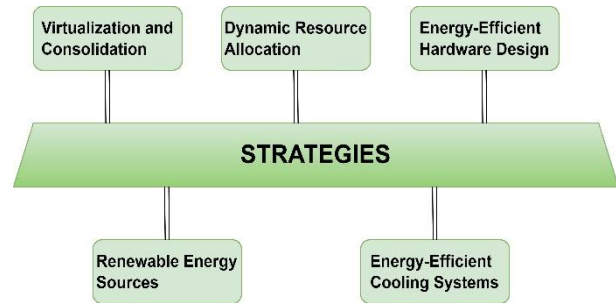 Virtualization and
Consolidation
Dynamic Resource
Allocation
Energy-Efficient
Hardware Design
STRATEGIES
Renewable Energy
Sources
Energy-Efficient
Cooling Systems